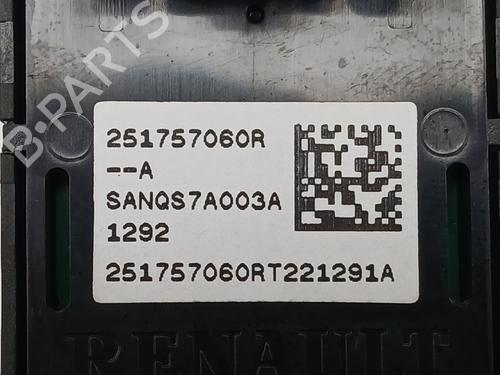 B-PARTS
251757060R
--A
SANQS7A003A
1292
251757060RT221291A
RENAULT